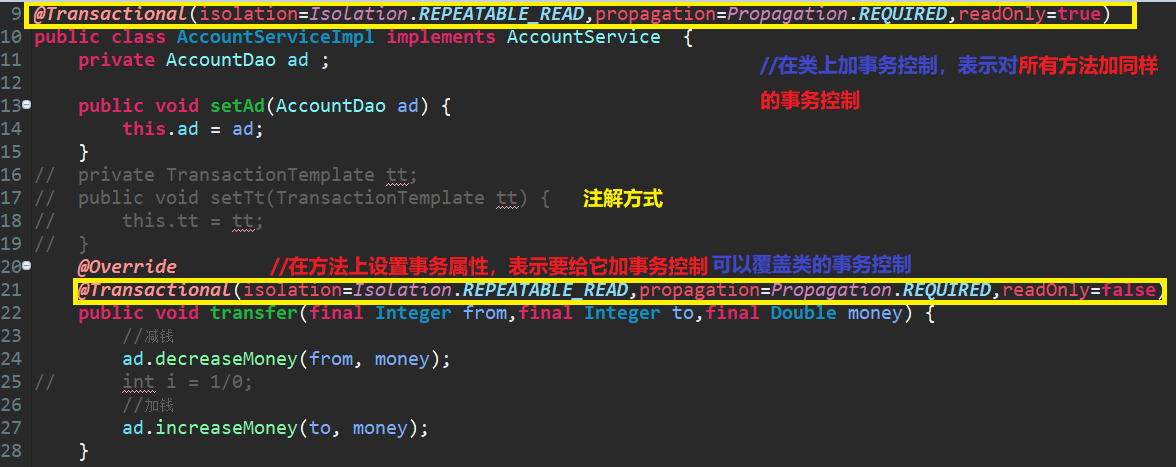 9 @Transactional(isolation=Isolation.REPEATABLE_READ,propagation=Propagation.REQUIRED,readOnly=true)
10 public class AccountServiceImpl implements AccountService {
11 private AccountDao ad ;
//在类上加事务控制，表示对所有方法加同样
的事务控制
12
13 public void setAd(AccountDao ad) {
14 this.ad = ad;
15 }
16 // private TransactionTemplate tt;
17 // public void setTt(TransactionTemplate tt) { 注解方式
18 // this.tt = tt;
19 // }
20 @Override //在方法上设置事务属性，表示要给它加事务控制 可以覆盖类的事务控制
21 @Transactional(isolation=Isolation.REPEATABLE_READ,propagation=Propagation.REQUIRED,readOnly=false)
22 public void transfer(final Integer from,final Integer to,final Double money) {
23 //减钱
24 ad.decreaseMoney(from, money);
25 // int i = 1/0;
26 //加钱
27 ad.increaseMoney(to, money);
28 }